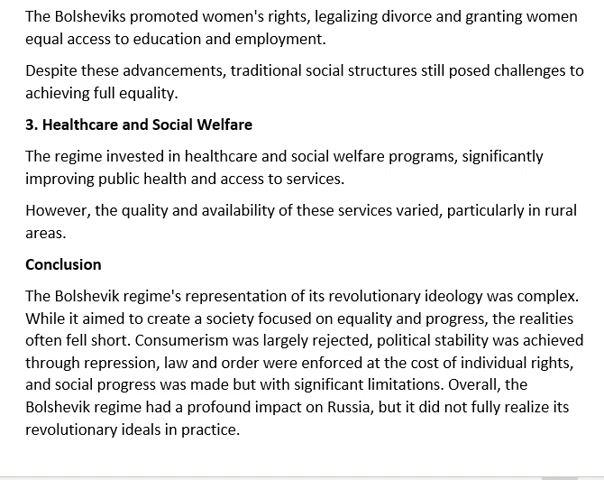 The Bolsheviks promoted women's rights, legalizing divorce and granting women
equal access to education and employment.
Despite these advancements, traditional social structures still posed challenges to
achieving full equality.
3. Healthcare and Social Welfare
The regime invested in healthcare and social welfare programs, significantly
improving public health and access to services.
However, the quality and availability of these services varied, particularly in rural
areas.
Conclusion
The Bolshevik regime's representation of its revolutionary ideology was complex.
While it aimed to create a society focused on equality and progress, the realities
often fell short. Consumerism was largely rejected, political stability was achieved
through repression, law and order were enforced at the cost of individual rights,
and social progress was made but with significant limitations. Overall, the
Bolshevik regime had a profound impact on Russia, but it did not fully realize its
revolutionary ideals in practice.